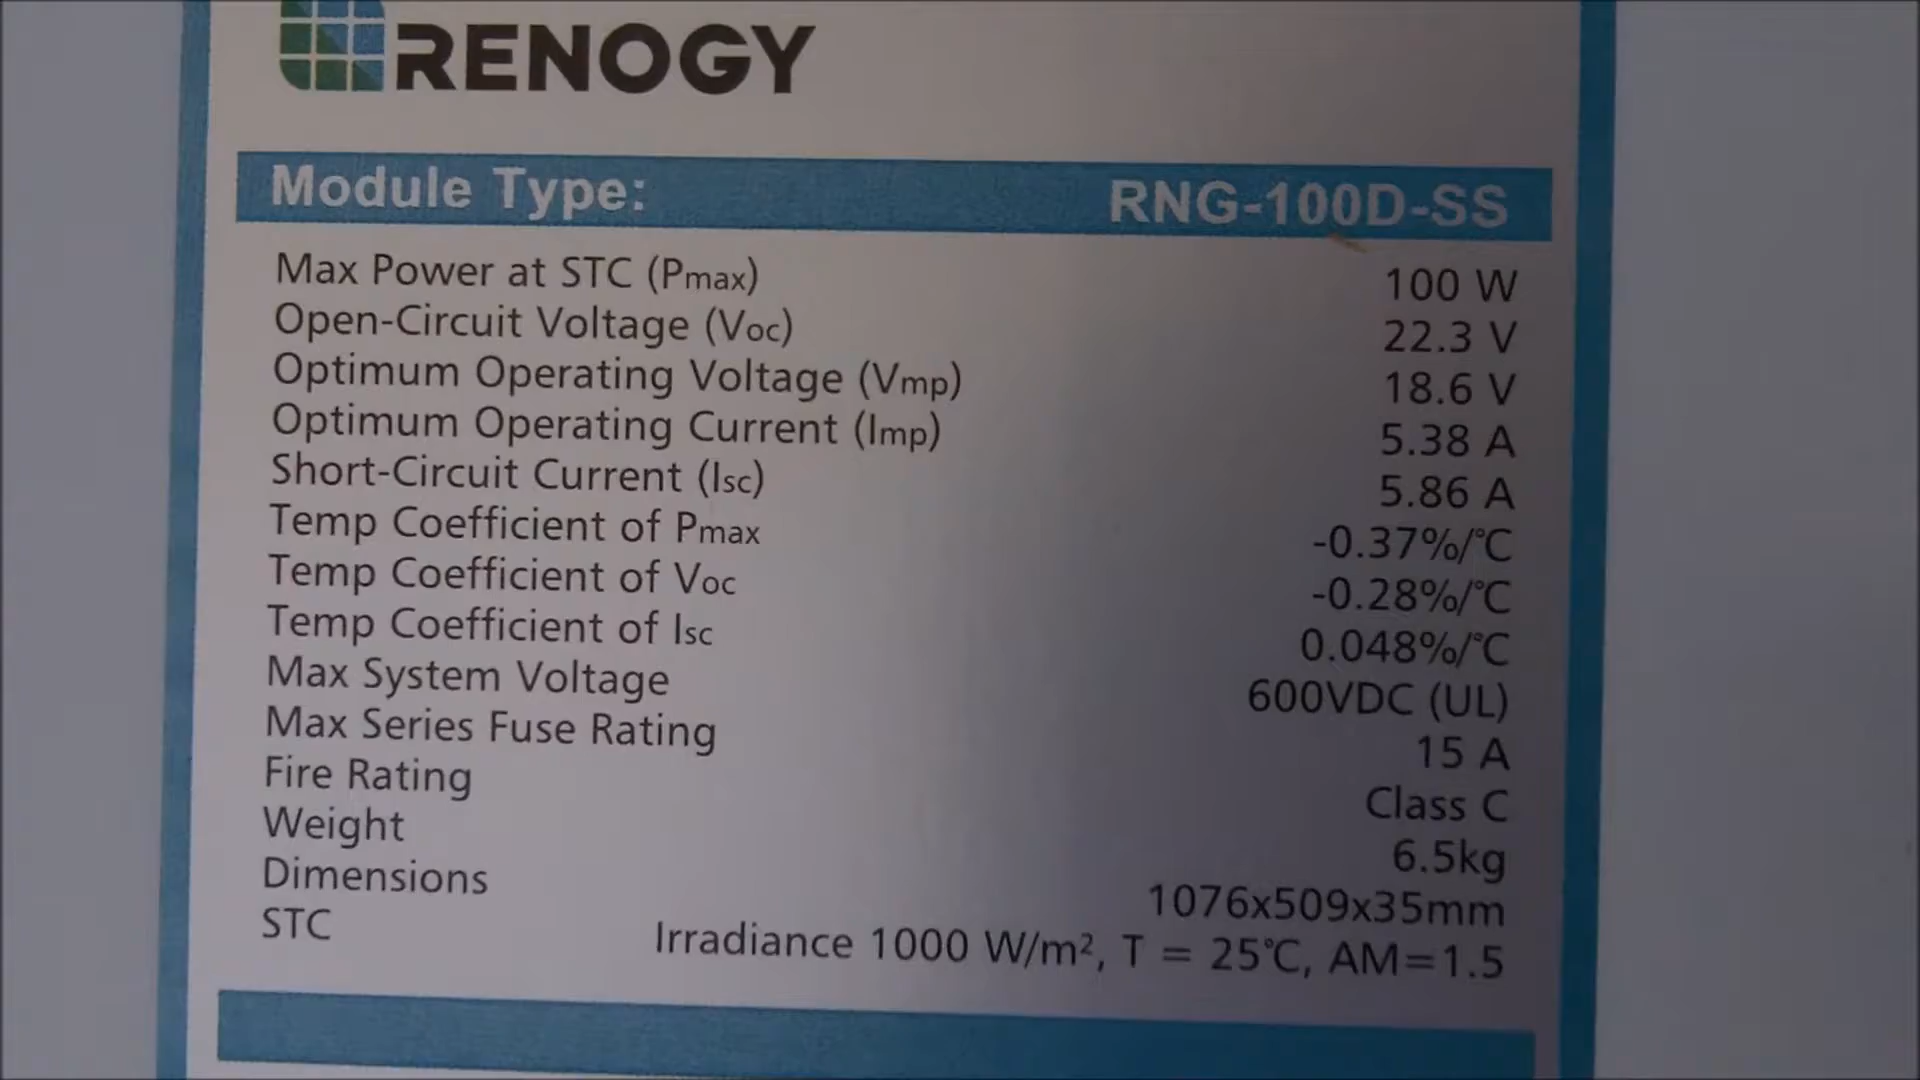 RENOGY
Module Type: RNG-100D-SS
Max Power at STC (Pmax) 100 W
Open-Circuit Voltage (Voc) 22.3 V
Optimum Operating Voltage (Vmp) 18.6 V
Optimum Operating Current (Imp) 5.38 A
Short-Circuit Current (Isc) 5.86 A
Temp Coefficient of Pmax -0.37%/℃
Temp Coefficient of Voc -0.28%/℃
Temp Coefficient of Isc 0.048%/℃
Max System Voltage 600VDC (UL)
Max Series Fuse Rating 15 A
Fire Rating Class C
Weight 6.5kg
Dimensions 1076x509x35mm
STC Irradiance 1000 W/m², T = 25℃, AM=1.5